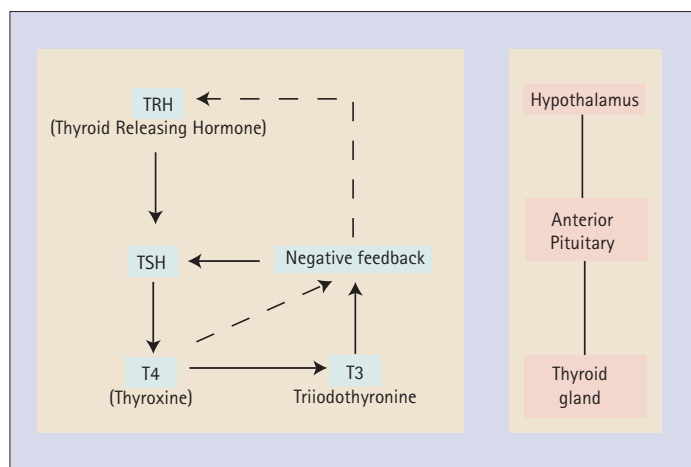 TRH
(Thyroid Releasing Hormone)
TSH
Negative feedback
T4
(Thyroxine)
T3
Triiodothyronine
Hypothalamus
Anterior
Pituitary
Thyroid
gland